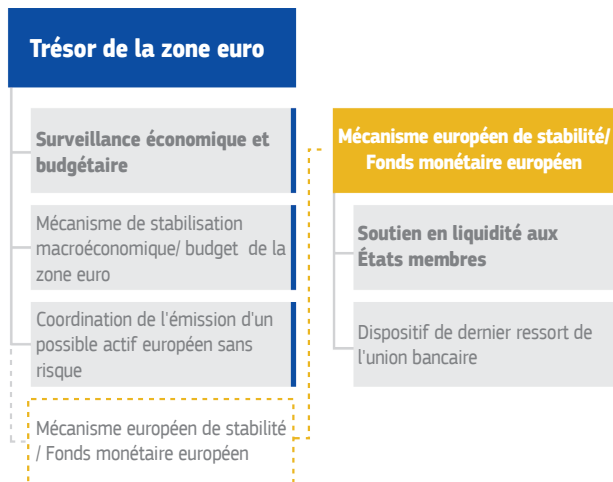 Trésor de la zone euro
Surveillance économique et
budgétaire
Mécanisme de stabilisation
macroéconomique/ budget de la
zone euro
Coordination de l'émission d'un
possible actif européen sans
risque
Mécanisme européen de stabilité
/ Fonds monétaire européen
Mécanisme européen de stabilité/
Fonds monétaire européen
Soutien en liquidité aux
États membres
Dispositif de dernier ressort de
l'union bancaire